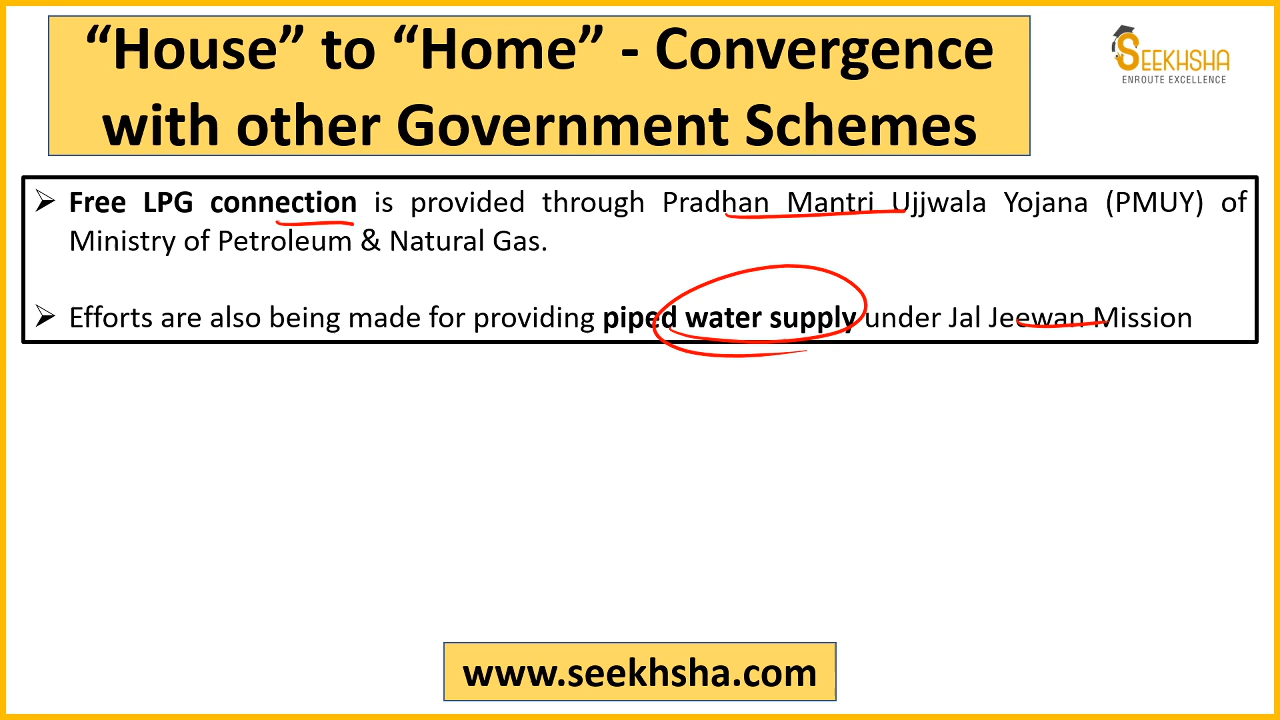 “House” to “Home” - Convergence
with other Government Schemes
SEEKHSHA
ENROUTE EXCELLENCE
➢ Free LPG connection is provided through Pradhan Mantri Ujjwala Yojana (PMUY) of
Ministry of Petroleum & Natural Gas.
➢ Efforts are also being made for providing piped water supply under Jal Jeewan Mission
www.seekhsha.com